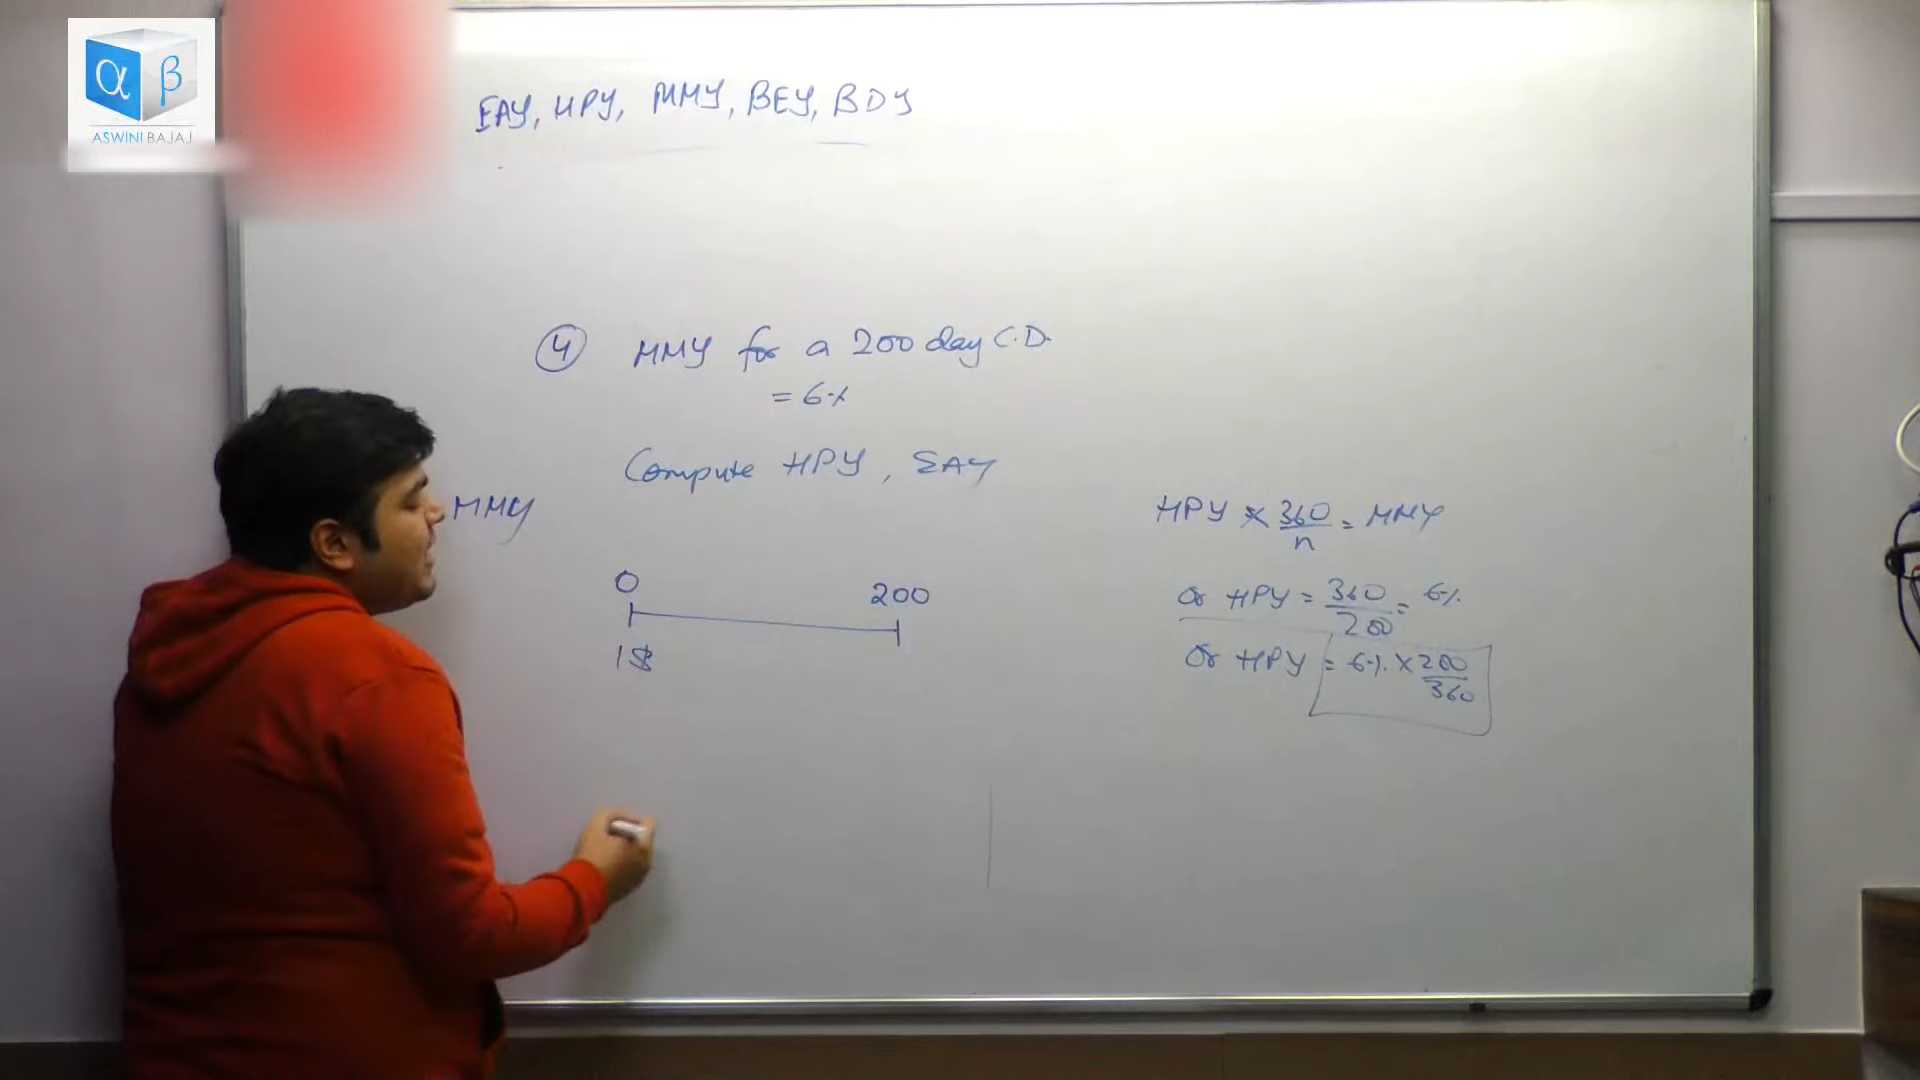 α β
ASWINI BAJAJ
EAY, HPY, MMY, BEY, BDY
④ MMY for a 200 day C.D.
= 6%
Compute HPY, EAY
MMY
0 200
1$
HPY × 360/n = MMY
or HPY = 360/200 = 6%
or HPY = 6% × 200/360